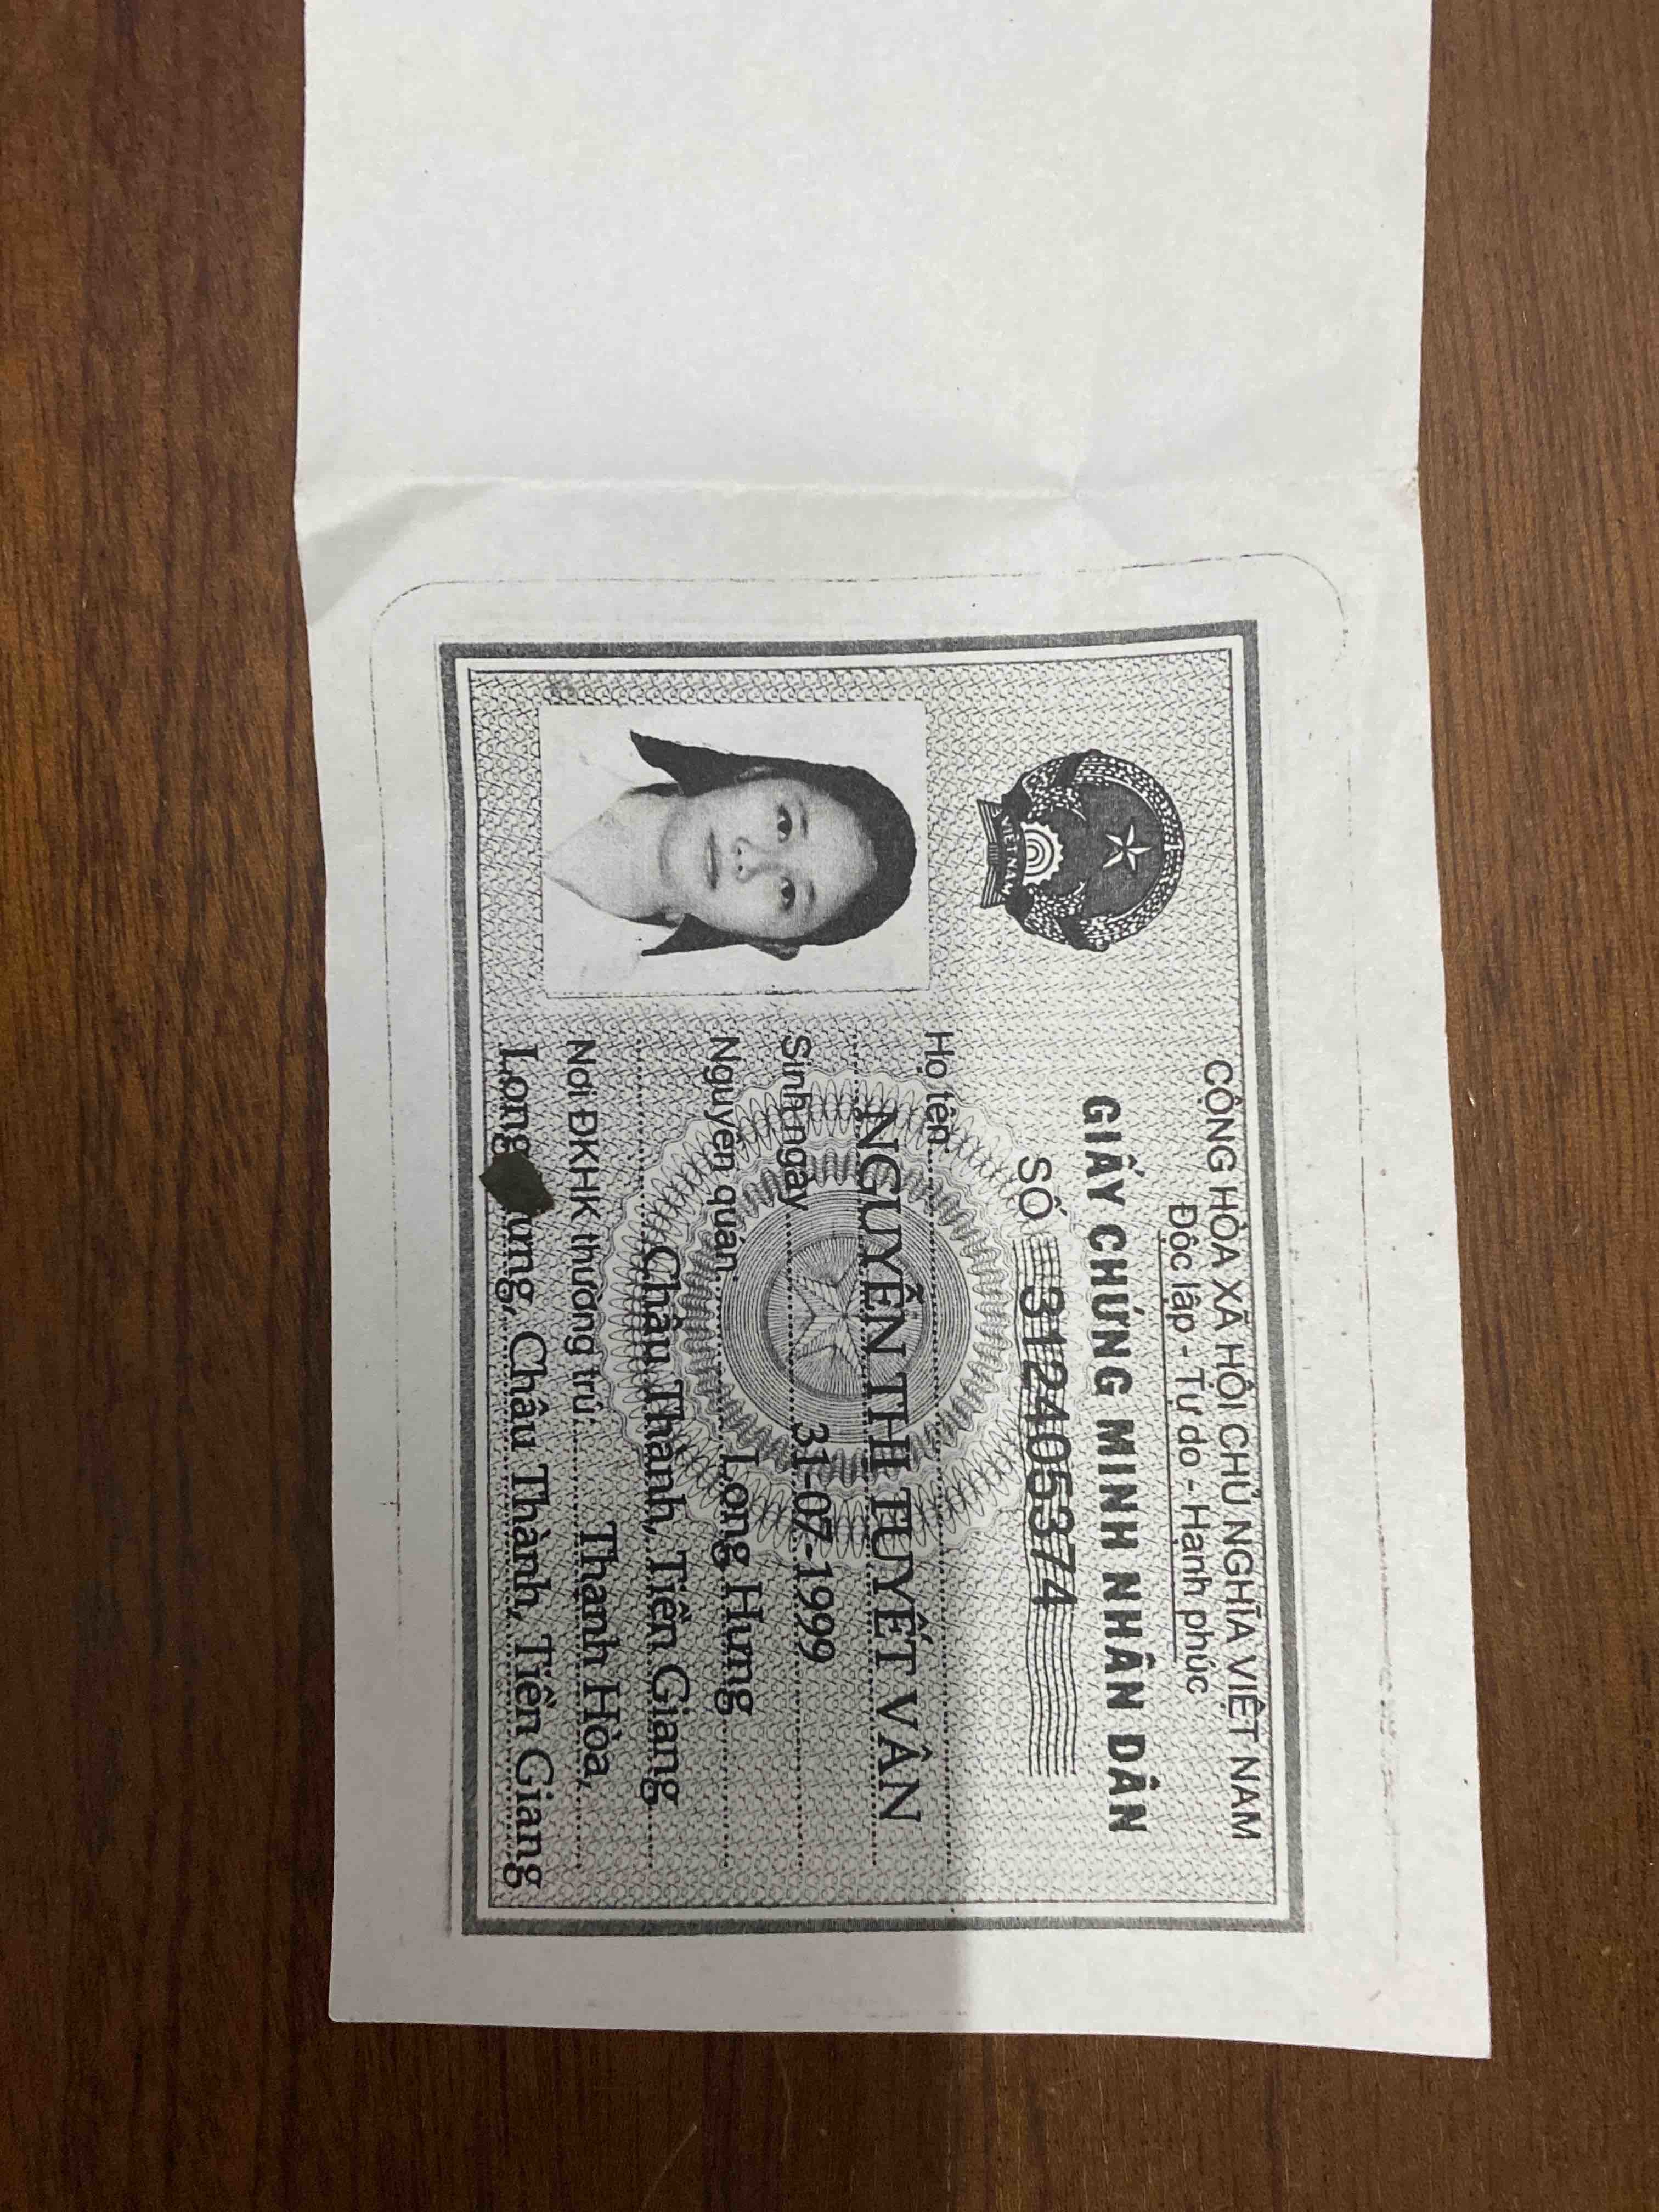 CỘNG HÒA XÃ HỘI CHỦ NGHĨA VIỆT NAM
Độc lập - Tự do - Hạnh phúc
GIẤY CHỨNG MINH NHÂN DÂN
SỐ 312405374
VIỆT NAM
Họ tên
NGUYỄN THỊ TUYẾT VÂN
Sinh ngày 31-07-1999
Nguyên quán Long Hưng
Châu Thành, Tiền Giang
Nơi ĐKHK thường trú: Thạnh Hòa,
Long Châu Thành, Tiền Giang